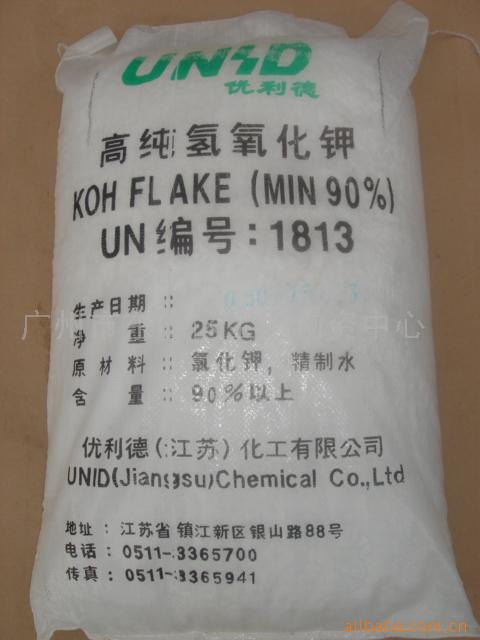 UNID
优利德
高纯氢氧化钾
KOH FLAKE (MIN 90%)
UN编号:1813
生产日期:
净 重:25KG
原材料:氯化钾,精制水
含 量:90%以上
优利德(江苏)化工有限公司
UNID(Jiangsu)Chemical Co.,Ltd
地址:江苏省镇江新区银山路88号
电话:0511-3365700
传真:0511-3365941
alibaba.com.cn